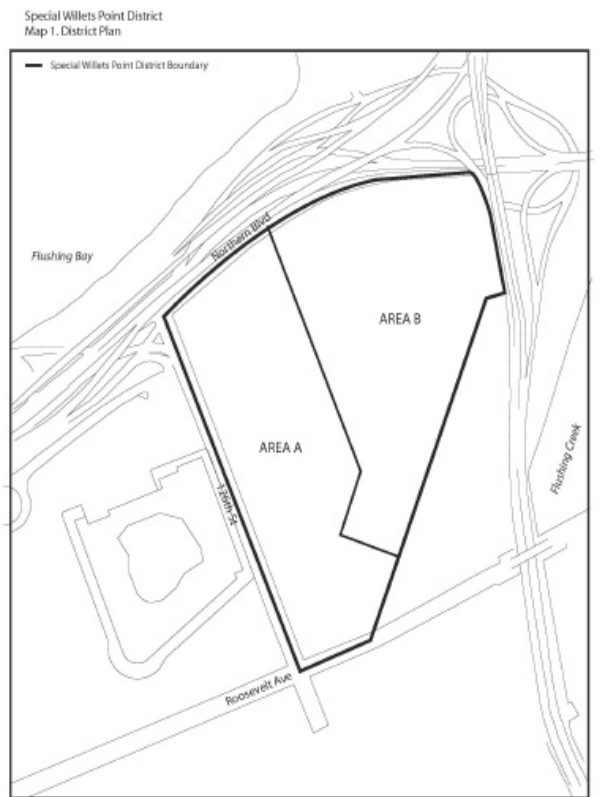 Special Willets Point District
Map 1. District Plan
Special Willets Point District Boundary
Northern Blvd
Flushing Bay
AREA B
AREA A
Flushing Creek
126th St
Roosevelt Ave